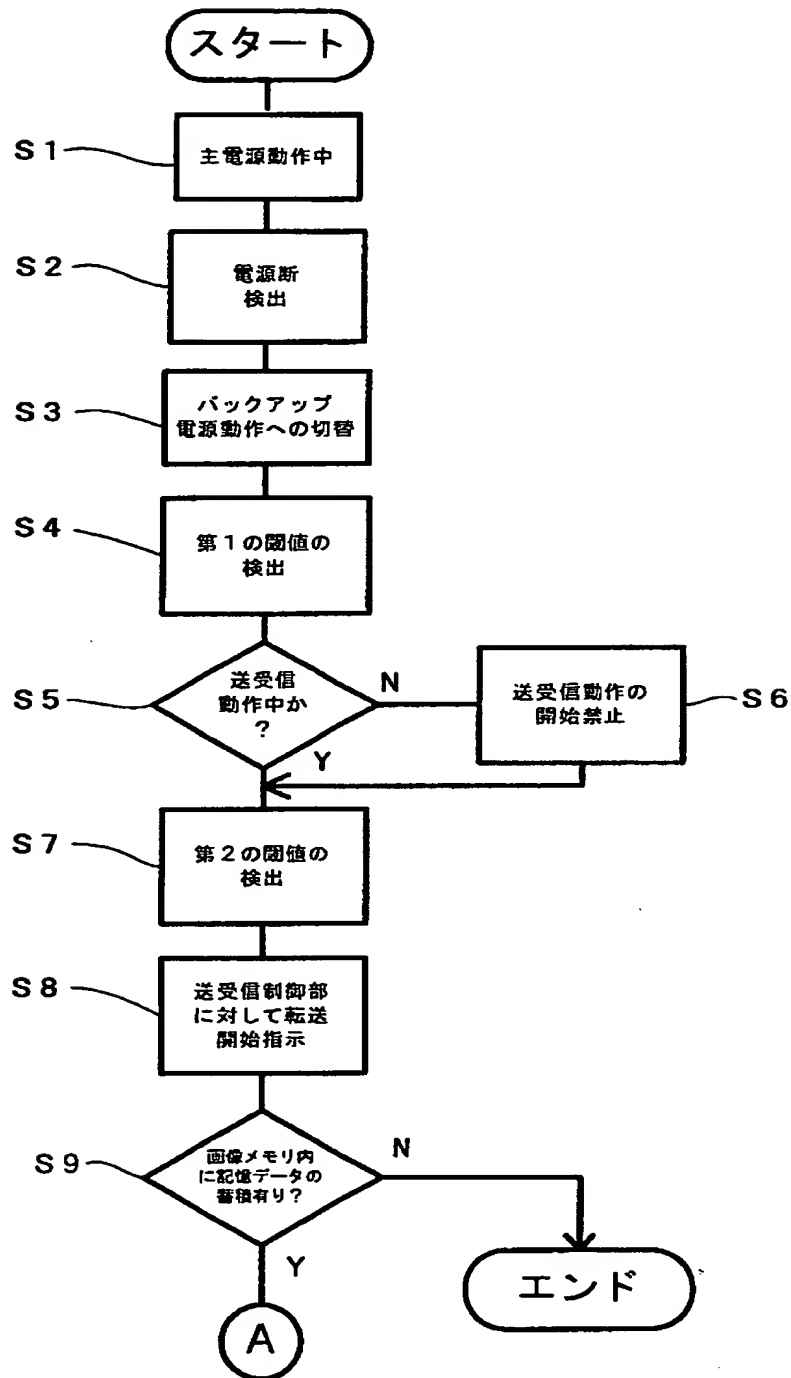 スタート
S1
主電源動作中
S2
電源断
検出
S3
バックアップ
電源動作への切替
S4
第1の閾値の
検出
S5
送受信
動作中か
?
N
送受信動作の
開始禁止
S6
Y
S7
第2の閾値の
検出
S8
送受信制御部
に対して転送
開始指示
S9
画像メモリ内
に記憶データの
蓄積有り?
N
Y
エンド
A